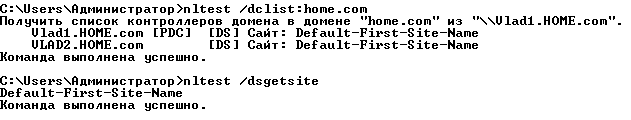 C:\Users\Администратор>nltest /dclist:home.com
Получить список контроллеров домена в домене "home.com" из "\\Vlad1.HOME.com".
    Vlad1.HOME.com [PDC]  [DS] Сайт: Default-First-Site-Name
    VLAD2.HOME.com        [DS] Сайт: Default-First-Site-Name
Команда выполнена успешно.
C:\Users\Администратор>nltest /dsgetsite
Default-First-Site-Name
Команда выполнена успешно.